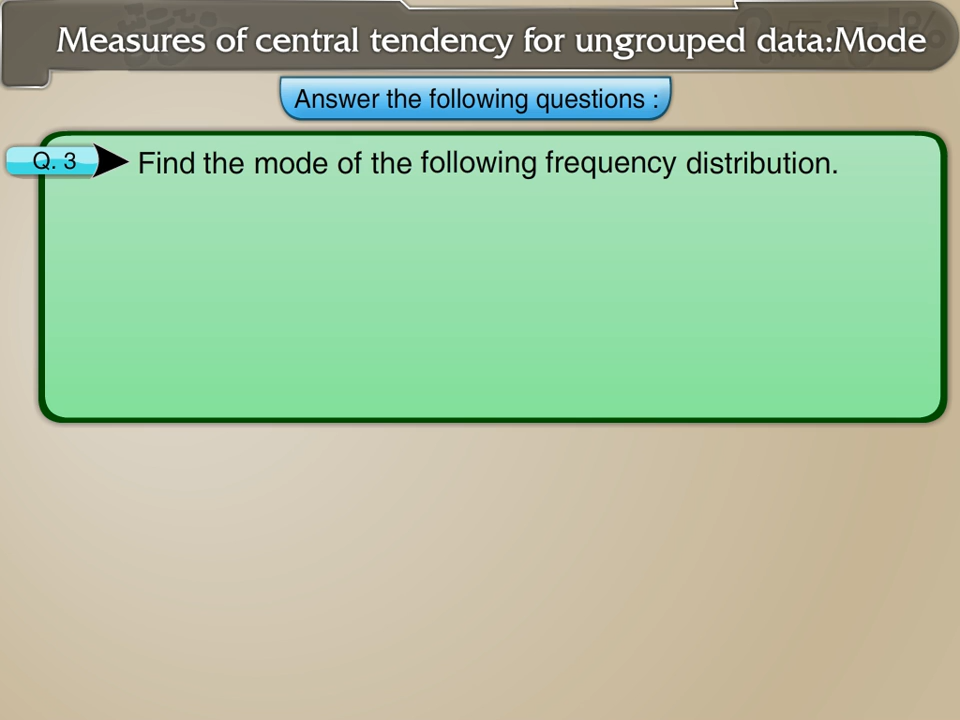 Measures of central tendency for ungrouped data:Mode
Answer the following questions :
Q. 3
Find the mode of the following frequency distribution.